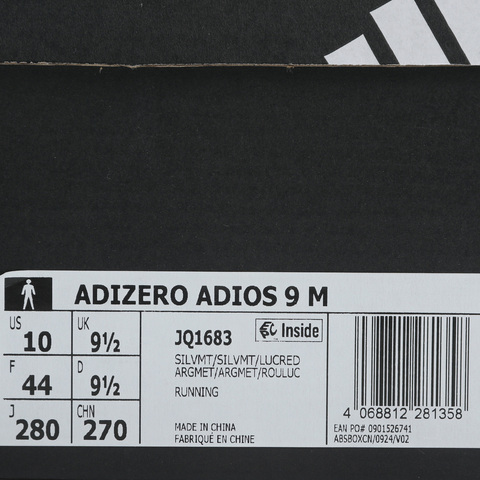 ADIZERO ADIOS 9 M
US
10
UK
9½
F
44
D
9½
J
280
CHN
270
JQ1683
Inside
SILVMT/SILVMT/LUCRED
ARGMET/ARGMET/ROULUC
RUNNING
MADE IN CHINA
FABRIQUÉ EN CHINE
4 068812 281358
EAN PO# 0901526741
ABSBOXCN/0924/V02